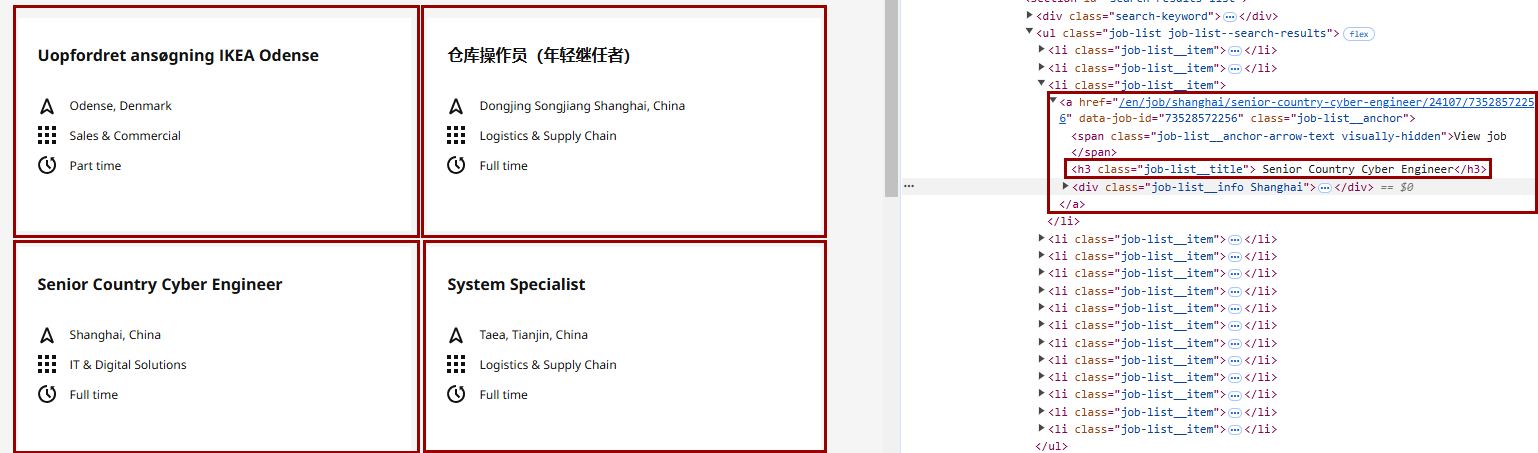 Uopfordret ansøgning IKEA Odense
Odense, Denmark
Sales & Commercial
Part time
仓库操作员（年轻继任者）
Dongjing Songjiang Shanghai, China
Logistics & Supply Chain
Full time
Senior Country Cyber Engineer
Shanghai, China
IT & Digital Solutions
Full time
System Specialist
Taea, Tianjin, China
Logistics & Supply Chain
Full time
<div class="search-keyword"> ⋯ </div>
<ul class="job-list job-list--search-results"> flex
<li class="job-list__item"> ⋯ </li>
<li class="job-list__item"> ⋯ </li>
<li class="job-list__item">
<a href="/en/job/shanghai/senior-country-cyber-engineer/24107/7352857225
6" data-job-id="73528572256" class="job-list__anchor">
<span class="job-list__anchor-arrow-text visually-hidden">View job
</span>
<h3 class="job-list__title"> Senior Country Cyber Engineer</h3>
<div class="job-list__info Shanghai"> ⋯ </div> == $0
</a>
</li>
<li class="job-list__item"> ⋯ </li>
<li class="job-list__item"> ⋯ </li>
<li class="job-list__item"> ⋯ </li>
<li class="job-list__item"> ⋯ </li>
<li class="job-list__item"> ⋯ </li>
<li class="job-list__item"> ⋯ </li>
<li class="job-list__item"> ⋯ </li>
<li class="job-list__item"> ⋯ </li>
<li class="job-list__item"> ⋯ </li>
<li class="job-list__item"> ⋯ </li>
<li class="job-list__item"> ⋯ </li>
<li class="job-list__item"> ⋯ </li>
</ul>